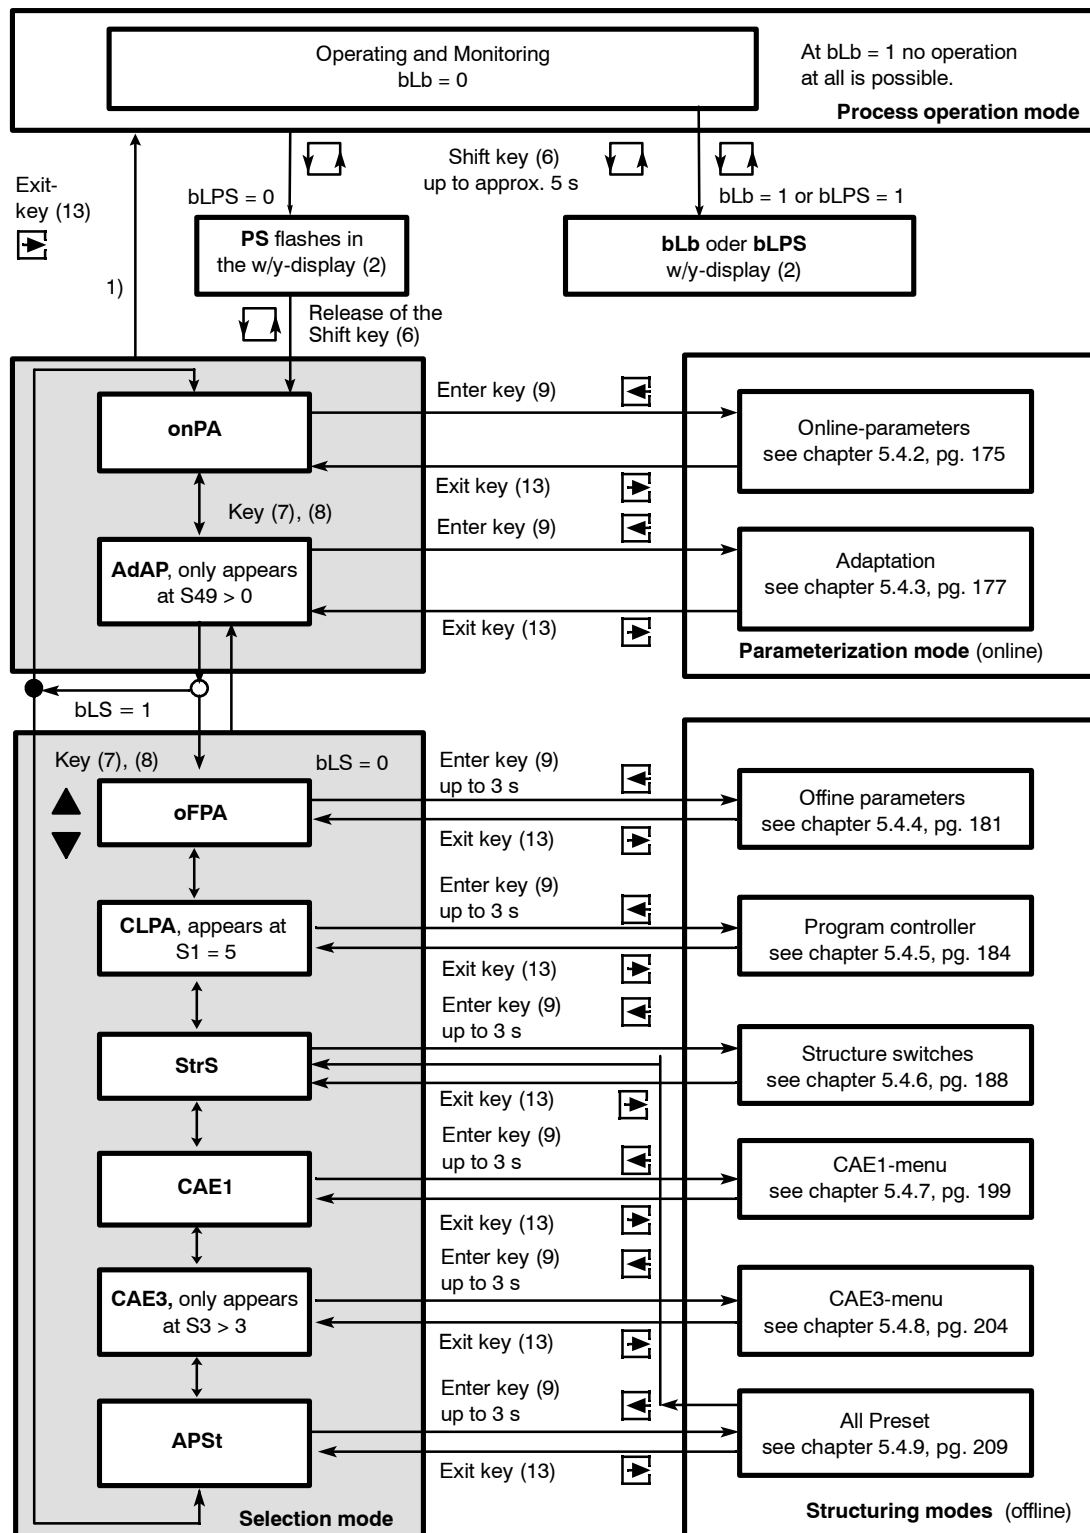 Operating and Monitoring
bLb = 0
At bLb = 1 no operation
at all is possible.
Process operation mode
Exit-
key (13)
1)
bLPS = 0
Shift key (6)
up to approx. 5 s
bLb = 1 or bLPS = 1
PS flashes in
the w/y-display (2)
bLb oder bLPS
w/y-display (2)
Release of the
Shift key (6)
onPA
Enter key (9)
Online-parameters
see chapter 5.4.2, pg. 175
Exit key (13)
Key (7), (8)
Enter key (9)
AdAP, only appears
at S49 > 0
Adaptation
see chapter 5.4.3, pg. 177
Exit key (13)
Parameterization mode (online)
bLS = 1
Key (7), (8)
bLS = 0
Enter key (9)
up to 3 s
oFPA
Offine parameters
see chapter 5.4.4, pg. 181
Exit key (13)
Enter key (9)
up to 3 s
CLPA, appears at
S1 = 5
Program controller
see chapter 5.4.5, pg. 184
Exit key (13)
Enter key (9)
up to 3 s
StrS
Structure switches
see chapter 5.4.6, pg. 188
Exit key (13)
Enter key (9)
up to 3 s
CAE1
CAE1-menu
see chapter 5.4.7, pg. 199
Exit key (13)
Enter key (9)
up to 3 s
CAE3, only appears
at S3 > 3
CAE3-menu
see chapter 5.4.8, pg. 204
Exit key (13)
Enter key (9)
up to 3 s
APSt
All Preset
see chapter 5.4.9, pg. 209
Exit key (13)
Selection mode
Structuring modes (offline)